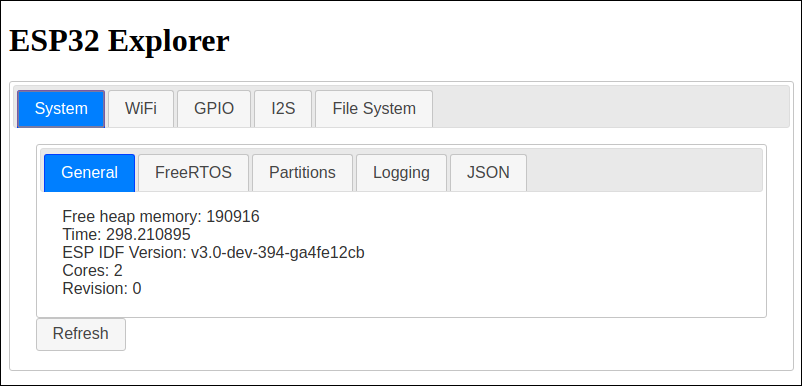 ESP32 Explorer
System WiFi GPIO I2S File System
General FreeRTOS Partitions Logging JSON
Free heap memory: 190916
Time: 298.210895
ESP IDF Version: v3.0-dev-394-ga4fe12cb
Cores: 2
Revision: 0
Refresh